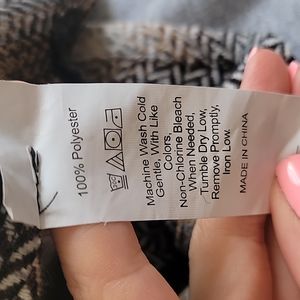 100% Polyester
Machine Wash Cold
Gentle, With Like
Colors,
Non-Chlorine Bleach
When Needed,
Tumble Dry Low,
Remove Promptly,
Iron Low.
MADE IN CHINA